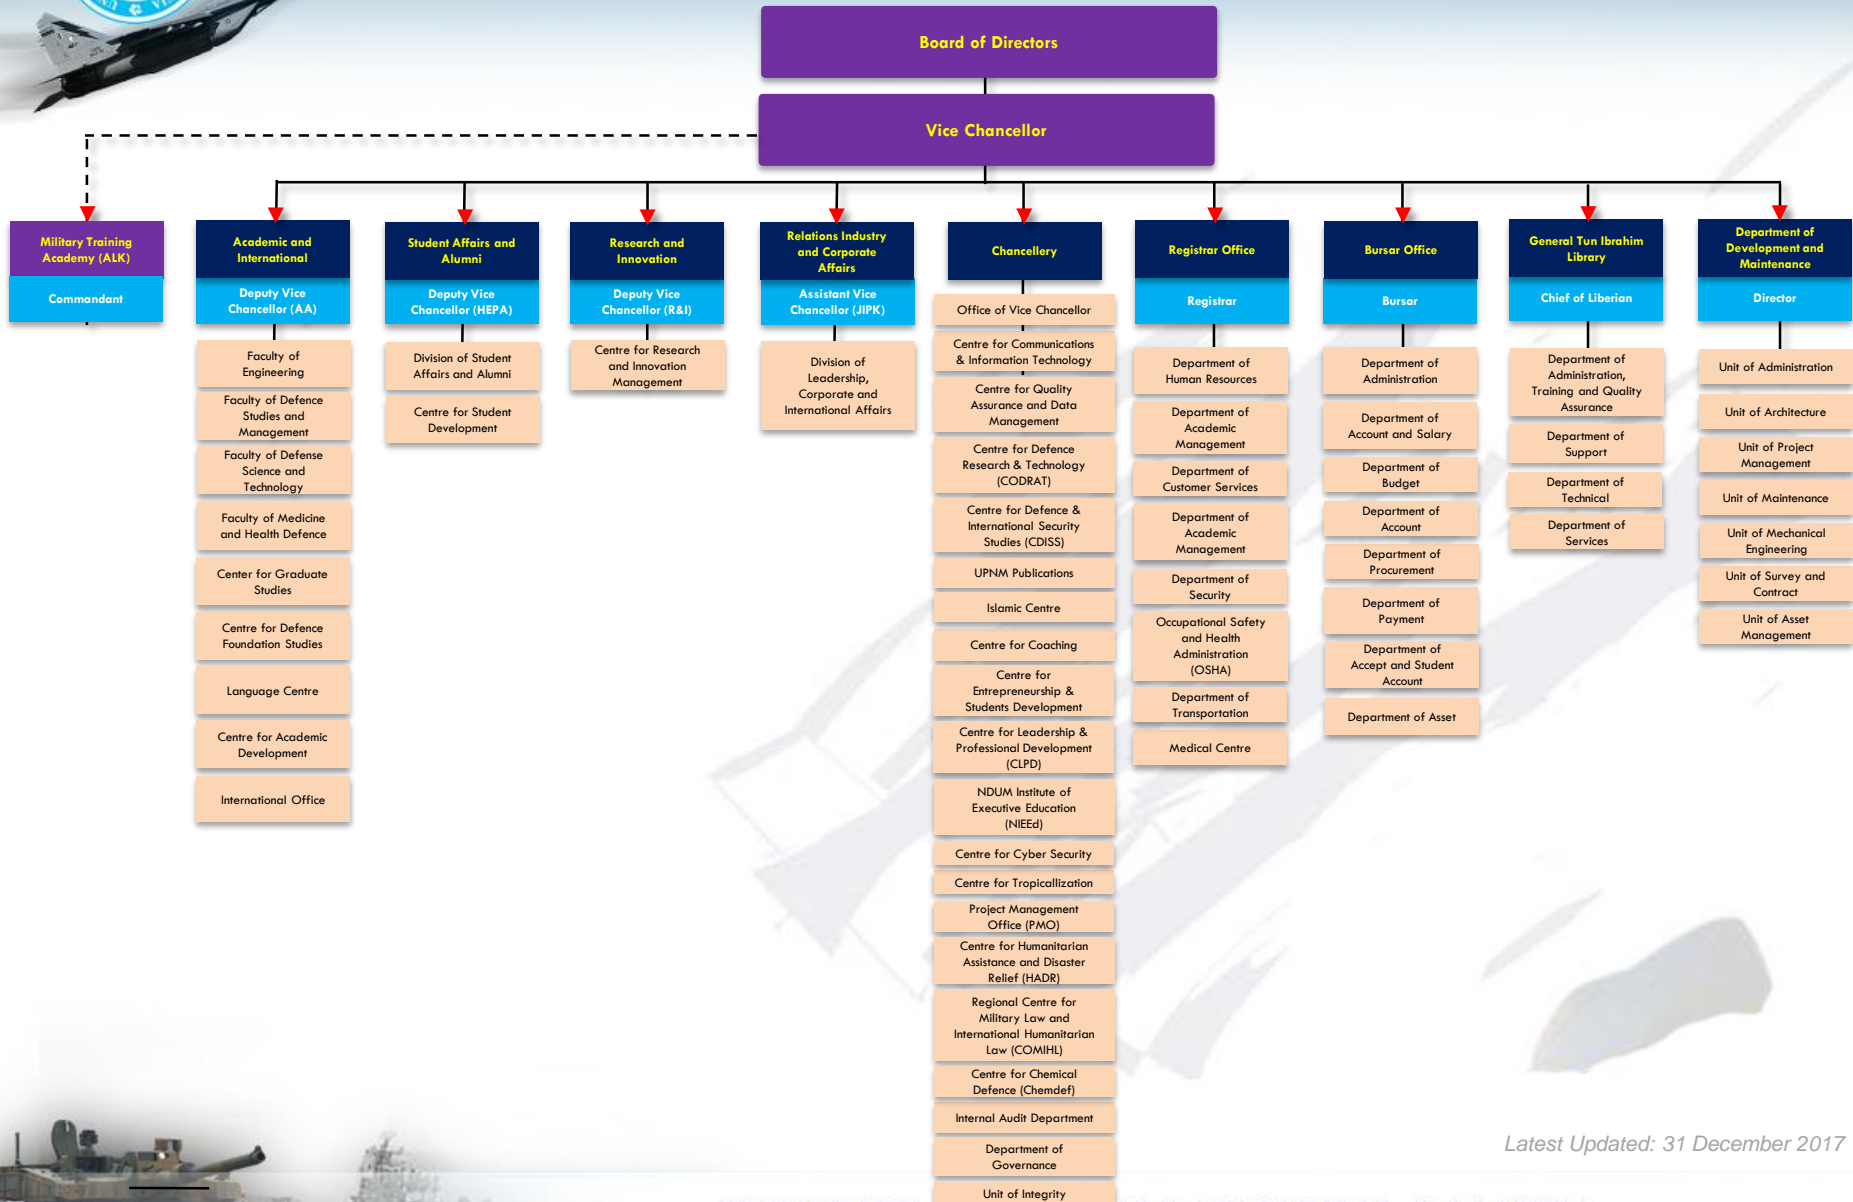 Board of Directors
Vice Chancellor
Military Training
Academy (ALK)
Commandant
Academic and
International
Deputy Vice
Chancellor (AA)
Faculty of
Engineering
Faculty of Defence
Studies and
Management
Faculty of Defense
Science and
Technology
Faculty of Medicine
and Health Defence
Center for Graduate
Studies
Centre for Defence
Foundation Studies
Language Centre
Centre for Academic
Development
International Office
Student Affairs and
Alumni
Deputy Vice
Chancellor (HEPA)
Division of Student
Affairs and Alumni
Centre for Student
Development
Research and
Innovation
Deputy Vice
Chancellor (R&I)
Centre for Research
and Innovation
Management
Relations Industry
and Corporate
Affairs
Assistant Vice
Chancellor (JIPK)
Division of
Leadership,
Corporate and
International Affairs
Chancellery
Office of Vice Chancellor
Centre for Communications
& Information Technology
Centre for Quality
Assurance and Data
Management
Centre for Defence
Research & Technology
(CODRAT)
Centre for Defence &
International Security
Studies (CDISS)
UPNM Publications
Islamic Centre
Centre for Coaching
Centre for
Entrepreneurship &
Students Development
Centre for Leadership &
Professional Development
(CLPD)
NDUM Institute of
Executive Education
(NIEEd)
Centre for Cyber Security
Centre for Tropicallization
Project Management
Office (PMO)
Centre for Humanitarian
Assistance and Disaster
Relief (HADR)
Regional Centre for
Military Law and
International Humanitarian
Law (COMIHL)
Centre for Chemical
Defence (Chemdef)
Internal Audit Department
Department of
Governance
Unit of Integrity
Registrar Office
Registrar
Department of
Human Resources
Department of
Academic
Management
Department of
Customer Services
Department of
Academic
Management
Department of
Security
Occupational Safety
and Health
Administration
(OSHA)
Department of
Transportation
Medical Centre
Bursar Office
Bursar
Department of
Administration
Department of
Account and Salary
Department of
Budget
Department of
Account
Department of
Procurement
Department of
Payment
Department of
Accept and Student
Account
Department of Asset
General Tun Ibrahim
Library
Chief of Liberian
Department of
Administration,
Training and Quality
Assurance
Department of
Support
Department of
Technical
Department of
Services
Department of
Development and
Maintenance
Director
Unit of Administration
Unit of Architecture
Unit of Project
Management
Unit of Maintenance
Unit of Mechanical
Engineering
Unit of Survey and
Contract
Unit of Asset
Management
Latest Updated: 31 December 2017